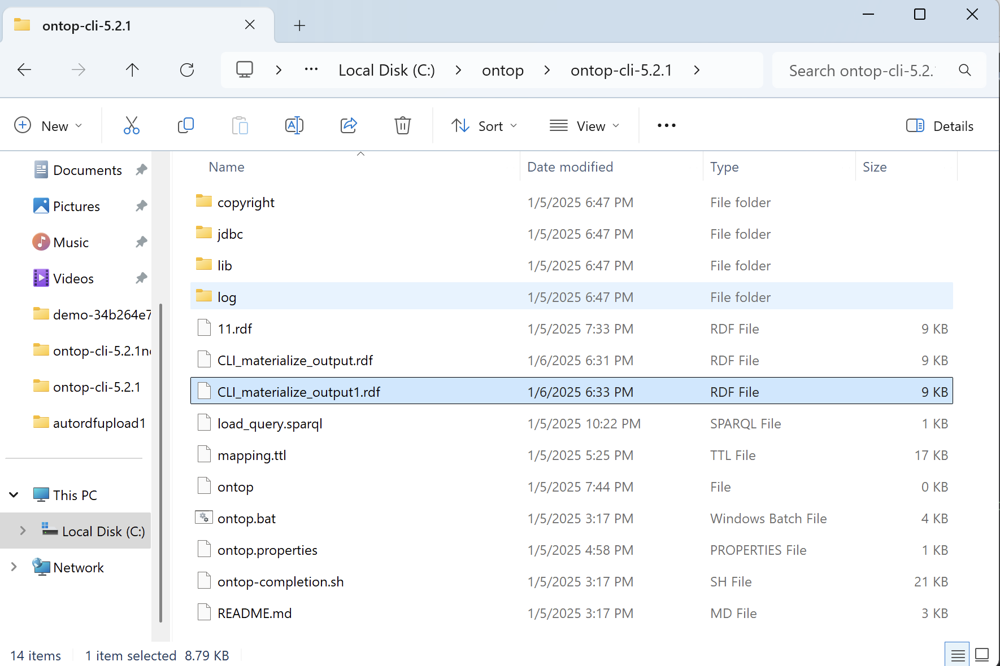 ontop-cli-5.2.1
Local Disk (C:) ontop ontop-cli-5.2.1 Search ontop-cli-5.2.
New Sort View Details
Name Date modified Type Size
Documents
Pictures
Music
Videos
demo-34b264e7
ontop-cli-5.2.1n
ontop-cli-5.2.1
autordfupload1
This PC
Local Disk (C:)
Network
copyright 1/5/2025 6:47 PM File folder
jdbc 1/5/2025 6:47 PM File folder
lib 1/5/2025 6:47 PM File folder
log 1/5/2025 6:47 PM File folder
11.rdf 1/5/2025 7:33 PM RDF File 9 KB
CLI_materialize_output.rdf 1/6/2025 6:31 PM RDF File 9 KB
CLI_materialize_output1.rdf 1/6/2025 6:33 PM RDF File 9 KB
load_query.sparql 1/5/2025 10:22 PM SPARQL File 1 KB
mapping.ttl 1/5/2025 5:25 PM TTL File 17 KB
ontop 1/5/2025 7:44 PM File 0 KB
ontop.bat 1/5/2025 3:17 PM Windows Batch File 4 KB
ontop.properties 1/5/2025 4:58 PM PROPERTIES File 1 KB
ontop-completion.sh 1/5/2025 3:17 PM SH File 21 KB
README.md 1/5/2025 3:17 PM MD File 3 KB
14 items 1 item selected 8.79 KB